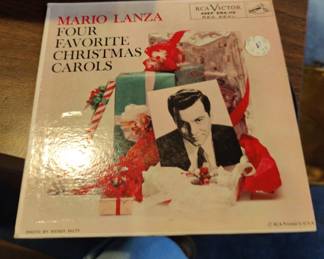 MARIO LANZA
FOUR
FAVORITE
CHRISTMAS
CAROLS
RCA VICTOR